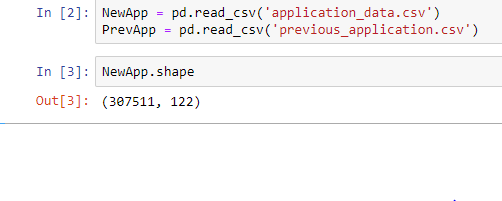 In [2]: NewApp = pd.read_csv('application_data.csv')
PrevApp = pd.read_csv('previous_application.csv')
In [3]: NewApp.shape
Out[3]: (307511, 122)